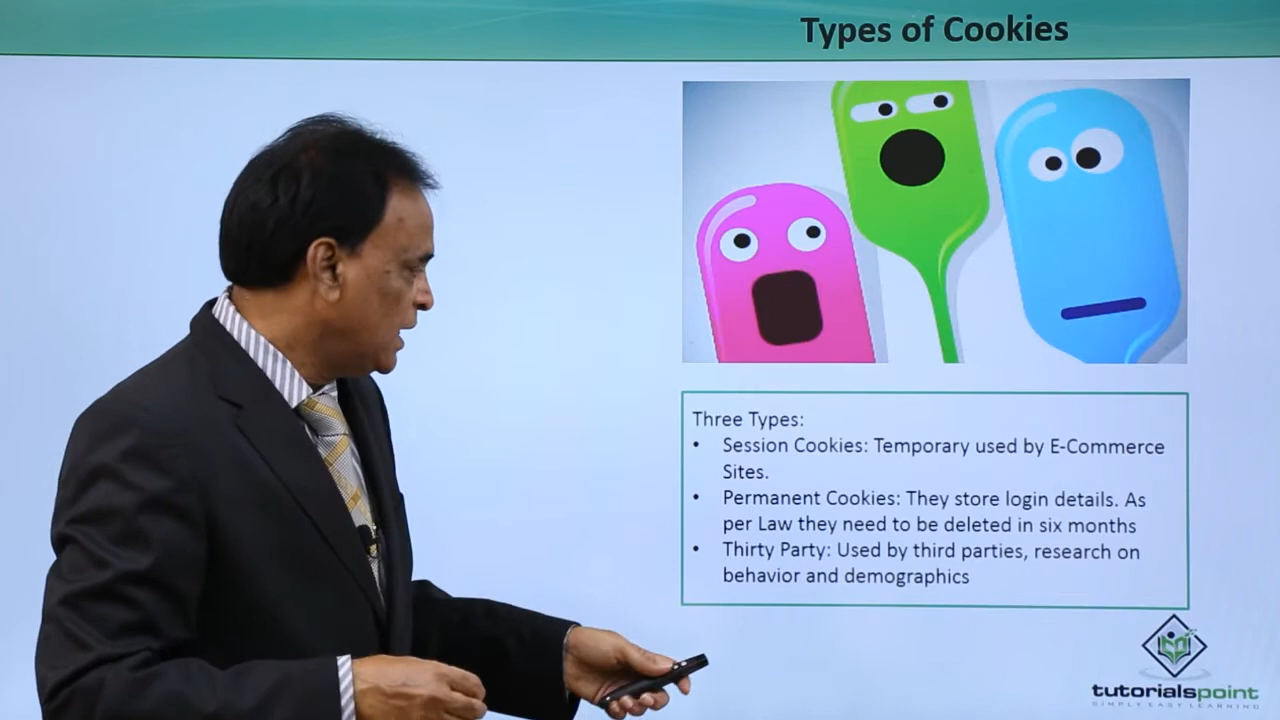 Types of Cookies
Three Types:
• Session Cookies: Temporary used by E-Commerce
Sites.
• Permanent Cookies: They store login details. As
per Law they need to be deleted in six months
• Thirty Party: Used by third parties, research on
behavior and demographics
tutorialspoint
SIMPLY EASY LEARNING